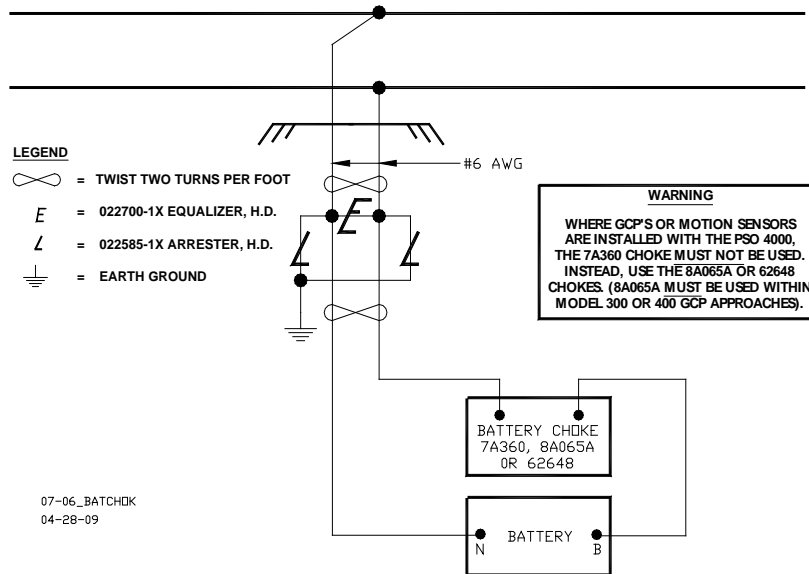 #6 AWG
LEGEND
= TWIST TWO TURNS PER FOOT
E = 022700-1X EQUALIZER, H.D.
L = 022585-1X ARRESTER, H.D.
= EARTH GROUND
E
WARNING
WHERE GCP'S OR MOTION SENSORS
ARE INSTALLED WITH THE PSO 4000,
THE 7A360 CHOKE MUST NOT BE USED.
INSTEAD, USE THE 8A065A OR 62648
CHOKES. (8A065A MUST BE USED WITHIN
MODEL 300 OR 400 GCP APPROACHES).
BATTERY CHOKE
7A360, 8A065A
OR 62648
BATTERY
N
B
07-06_BATCHOK
04-28-09